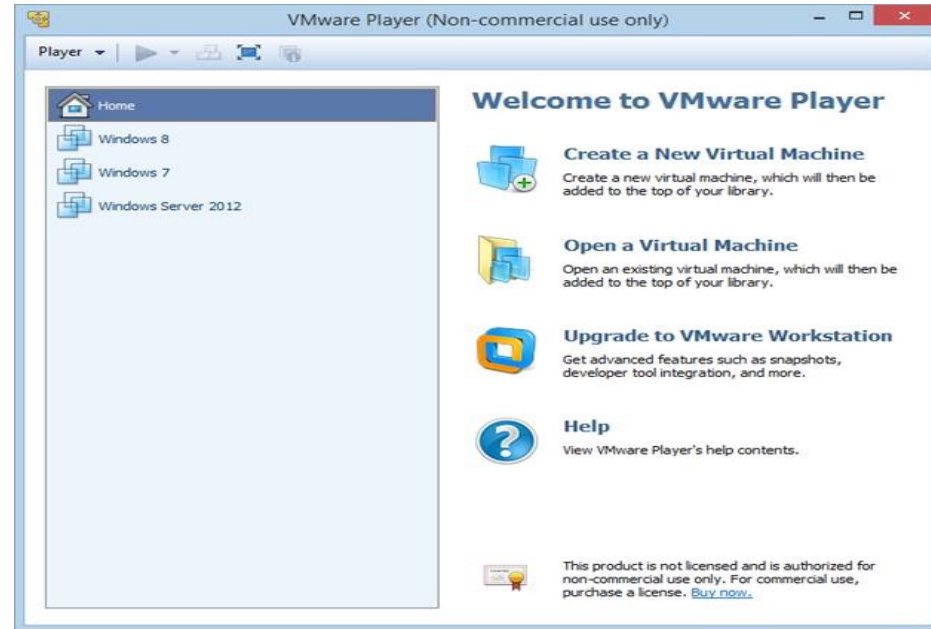 VMware Player (Non-commercial use only)
Player
Home
Windows 8
Windows 7
Windows Server 2012
Welcome to VMware Player
Create a New Virtual Machine
Create a new virtual machine, which will then be
added to the top of your library.
Open a Virtual Machine
Open an existing virtual machine, which will then be
added to the top of your library.
Upgrade to VMware Workstation
Get advanced features such as snapshots,
developer tool integration, and more.
Help
View VMware Player's help contents.
This product is not licensed and is authorized for
non-commercial use only. For commercial use,
purchase a license. Buy now.